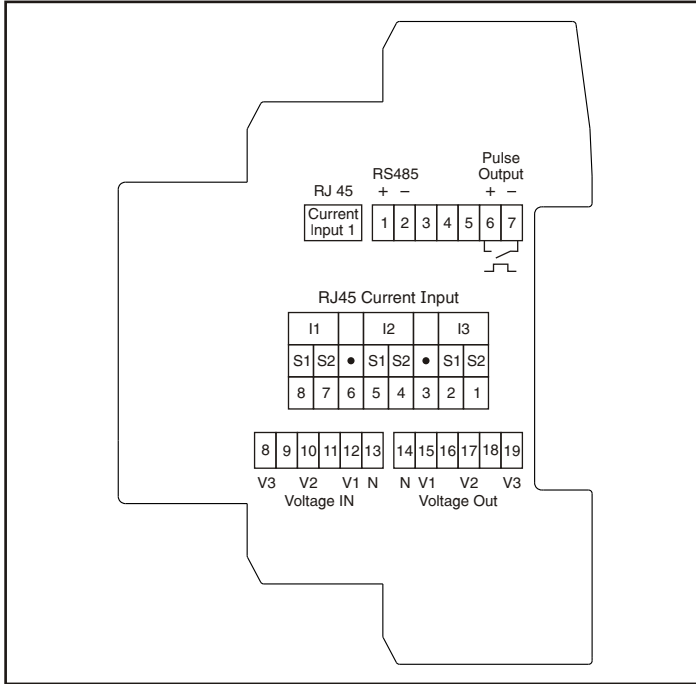 Pulse
RS485 Output
RJ 45 + − + −
Current
Input 1
1 2 3 4 5 6 7
RJ45 Current Input
I1 I2 I3
S1 S2 • S1 S2 • S1 S2
8 7 6 5 4 3 2 1
8 9 10 11 12 13 14 15 16 17 18 19
V3 V2 V1 N N V1 V2 V3
Voltage IN Voltage Out